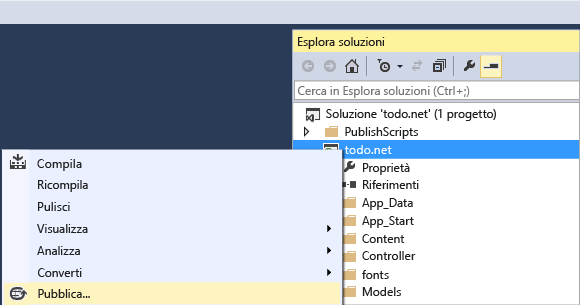 Esplora soluzioni
Cerca in Esplora soluzioni (Ctrl+;)
Soluzione 'todo.net' (1 progetto)
PublishScripts
todo.net
Proprietà
Riferimenti
App_Data
App_Start
Content
Controller
fonts
Models
Compila
Ricompila
Pulisci
Visualizza
Analizza
Converti
Pubblica...